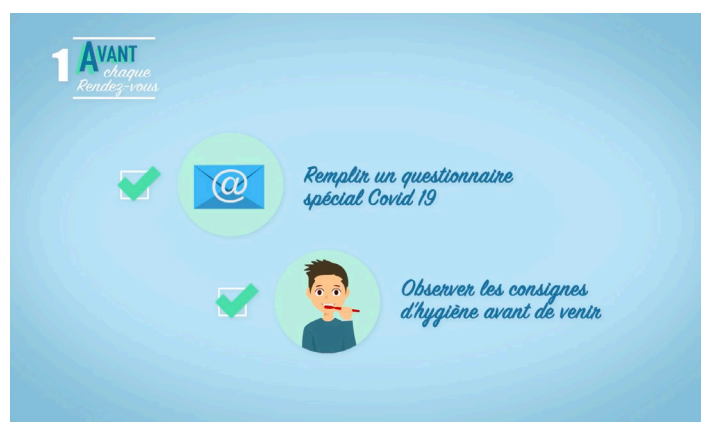 1 AVANT
chaque
Rendez-vous
@
Remplir un questionnaire
spécial Covid 19
Observer les consignes
d'hygiène avant de venir